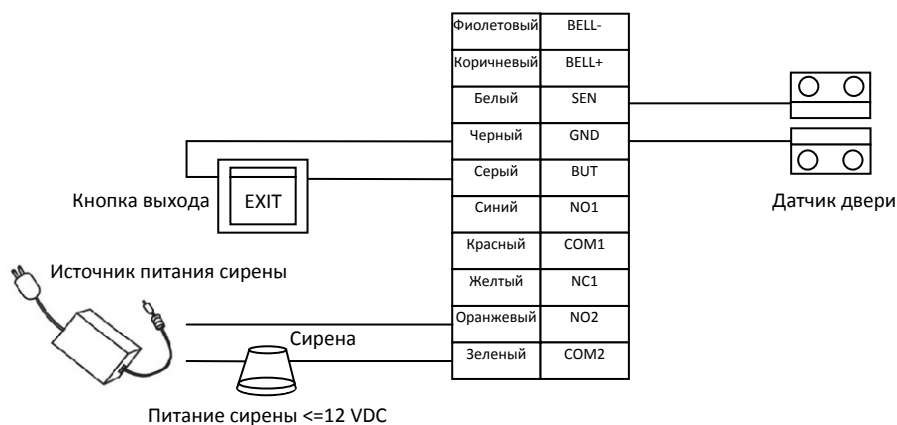 Фиолетовый BELL-
Коричневый BELL+
Белый SEN
Черный GND
Серый BUT
Синий NO1
Красный COM1
Желтый NC1
Оранжевый NO2
Зеленый COM2
Кнопка выхода
EXIT
Датчик двери
Источник питания сирены
Сирена
Питание сирены <=12 VDC